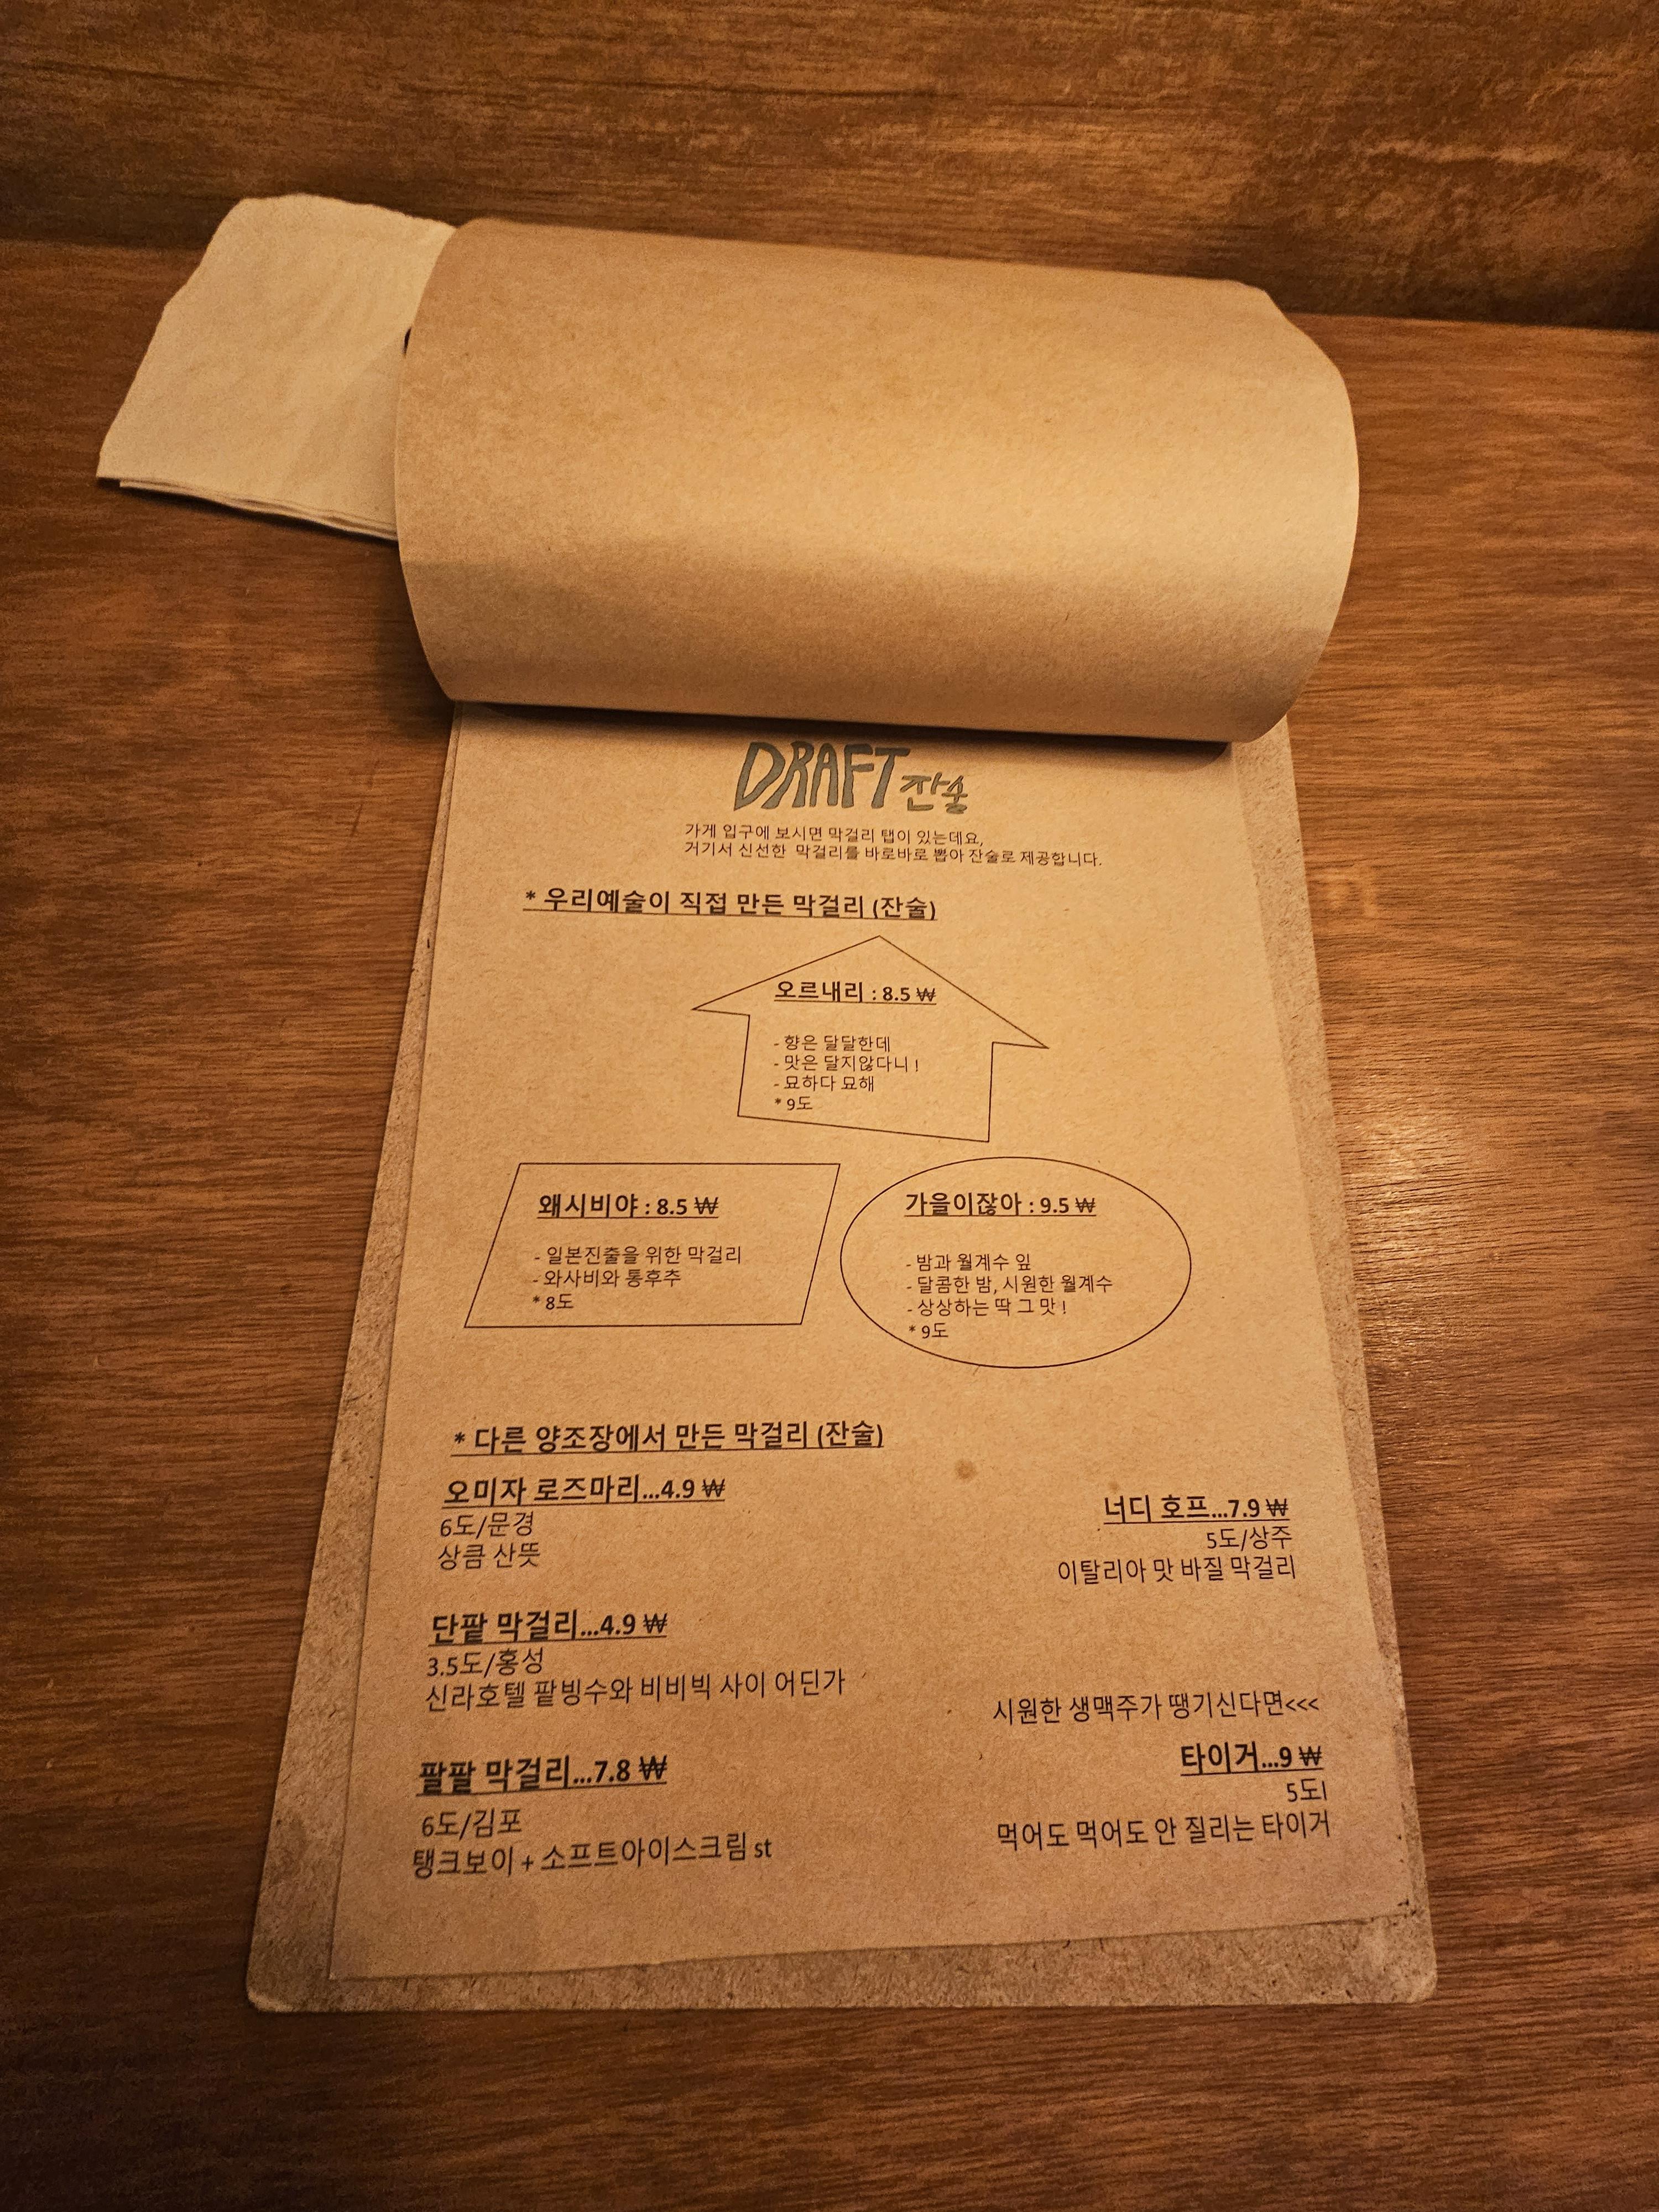 DRAFT 잔술
가게 입구에 보시면 막걸리 탭이 있는데요,
거기서 신선한 막걸리를 바로바로 뽑아 잔술로 제공합니다.
* 우리예술이 직접 만든 막걸리 (잔술)
오르내리 : 8.5 ₩
- 향은 달달한데
- 맛은 달지않다니 !
- 묘하다 묘해
* 9도
왜시비야 : 8.5 ₩
- 일본진출을 위한 막걸리
- 와사비와 통후추
* 8도
가을이잖아 : 9.5 ₩
- 밤과 월계수 잎
- 달콤한 밤, 시원한 월계수
- 상상하는 딱 그 맛 !
* 9도
* 다른 양조장에서 만든 막걸리 (잔술)
오미자 로즈마리...4.9 ₩
6도/문경
상큼 산뜻
너디 호프...7.9 ₩
5도/상주
이탈리아 맛 바질 막걸리
단팥 막걸리...4.9 ₩
3.5도/홍성
신라호텔 팥빙수와 비비빅 사이 어딘가
시원한 생맥주가 땡기신다면<<<
팔팔 막걸리...7.8 ₩
6도/김포
탱크보이 + 소프트아이스크림 st
타이거...9 ₩
5도l
먹어도 먹어도 안 질리는 타이거